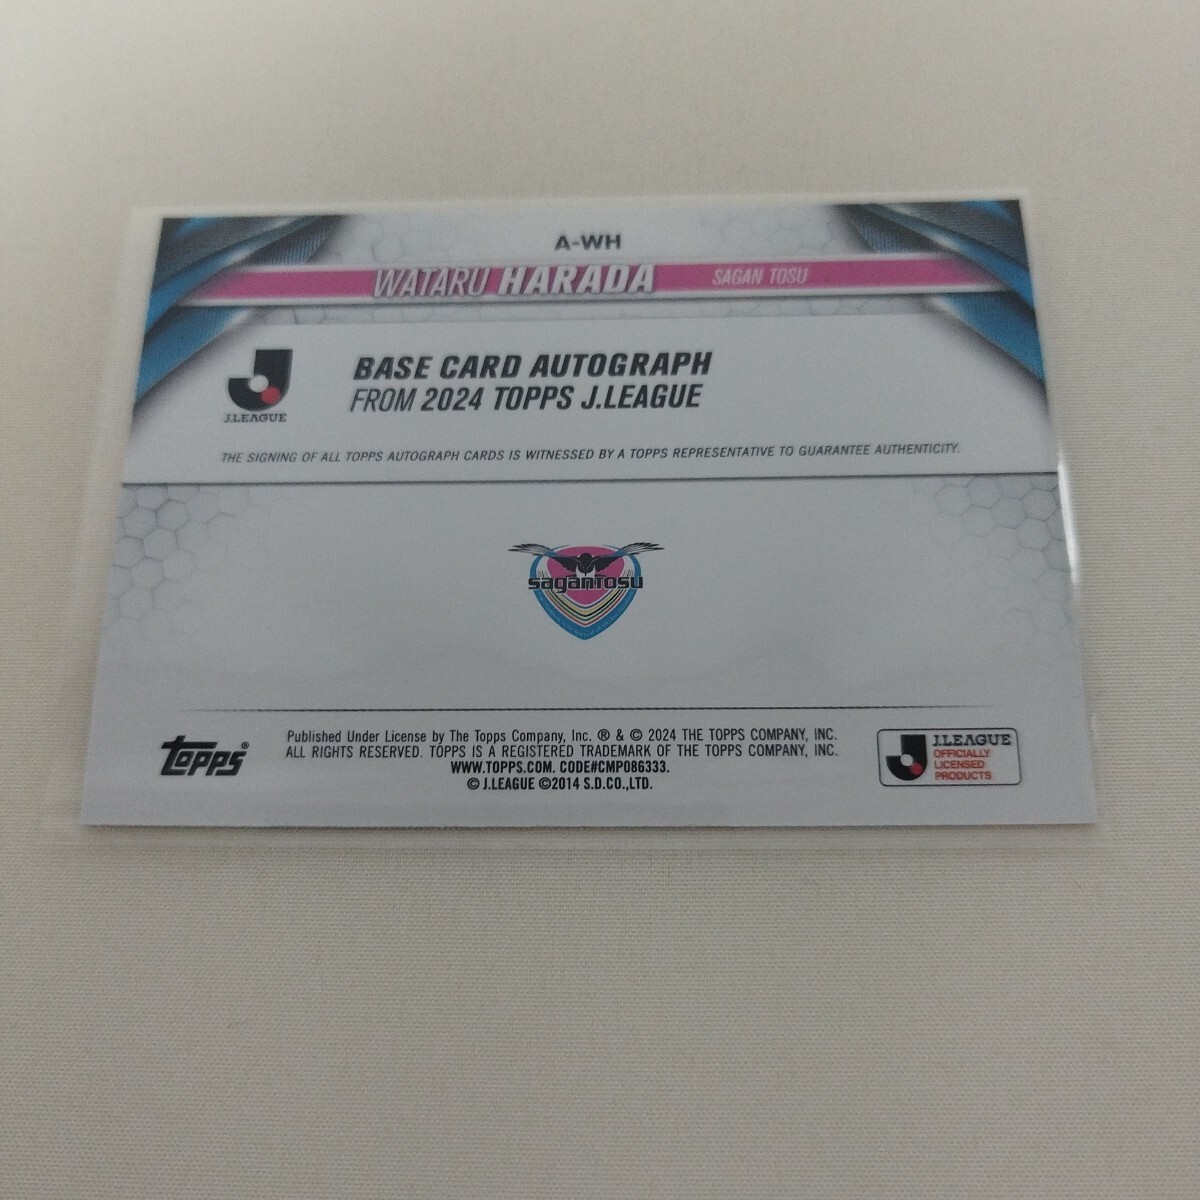 A-WH
WATARU HARADA SAGAN TOSU
BASE CARD AUTOGRAPH
FROM 2024 TOPPS J.LEAGUE
J.LEAGUE
THE SIGNING OF ALL TOPPS AUTOGRAPH CARDS IS WITNESSED BY A TOPPS REPRESENTATIVE TO GUARANTEE AUTHENTICITY.
saganTosu
topps®
Published Under License by The Topps Company, Inc. ® & © 2024 THE TOPPS COMPANY, INC.
ALL RIGHTS RESERVED. TOPPS IS A REGISTERED TRADEMARK OF THE TOPPS COMPANY, INC.
WWW.TOPPS.COM. CODE#CMP086333.
© J.LEAGUE ©2014 S.D.CO.,LTD.
J.LEAGUE
OFFICIALLY
LICENSED
PRODUCTS